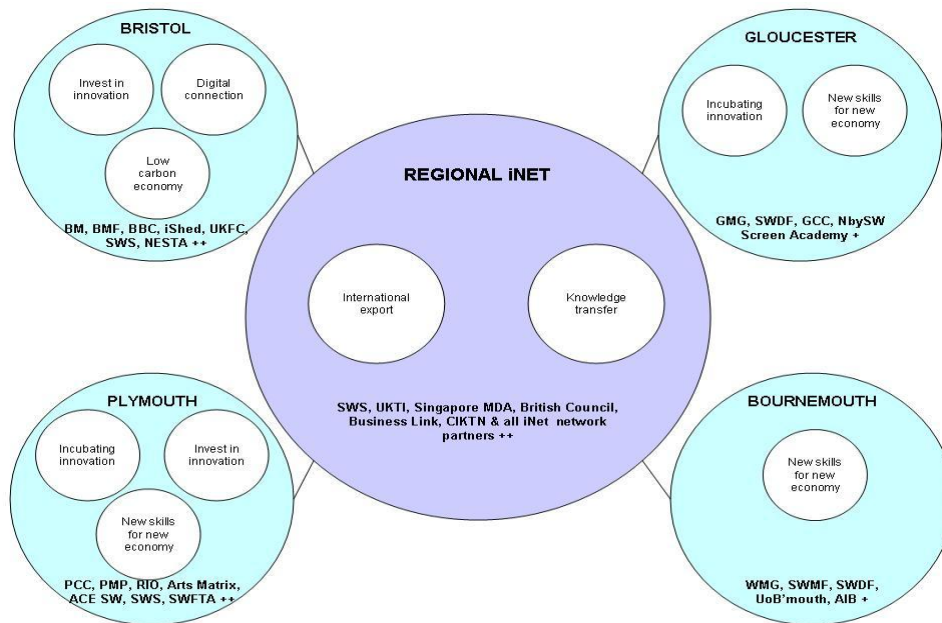 BRISTOL
Invest in
innovation
Digital
connection
Low
carbon
economy
BM, BMF, BBC, iShed, UKFC,
SWS, NESTA ++
GLOUCESTER
Incubating
innovation
New skills
for new
economy
GMG, SWDF, GCC, NbySW
Screen Academy +
REGIONAL iNET
International
export
Knowledge
transfer
SWS, UKTI, Singapore MDA, British Council,
Business Link, CIKTN & all iNet network
partners ++
PLYMOUTH
Incubating
innovation
Invest in
innovation
New skills
for new
economy
PCC, PMP, RIO, Arts Matrix,
ACE SW, SWS, SWFTA ++
BOURNEMOUTH
New skills
for new
economy
WMG, SWMF, SWDF,
UoB'mouth, AIB +